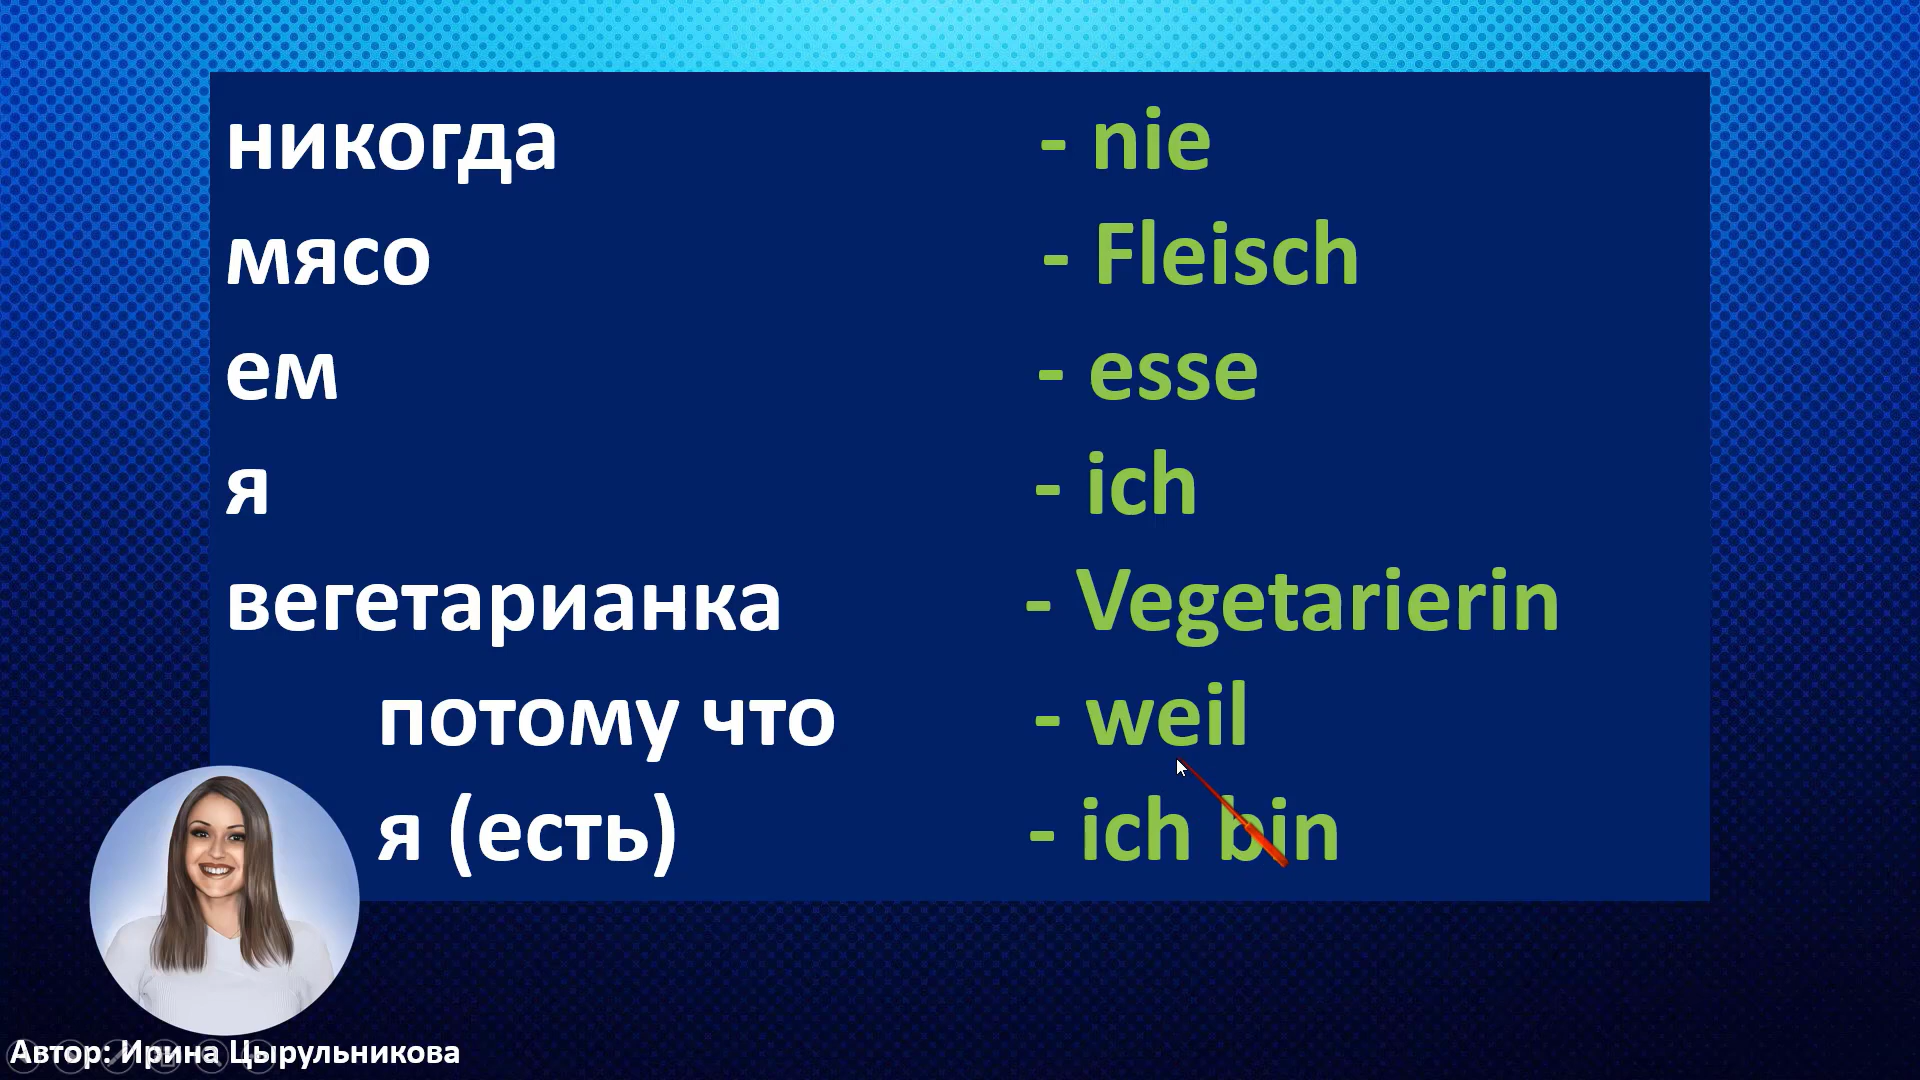 никогда - nie
мясо - Fleisch
ем - esse
я - ich
вегетарианка - Vegetarierin
потому что - weil
я (есть) - ich bin
Автор: Ирина Цырульникова